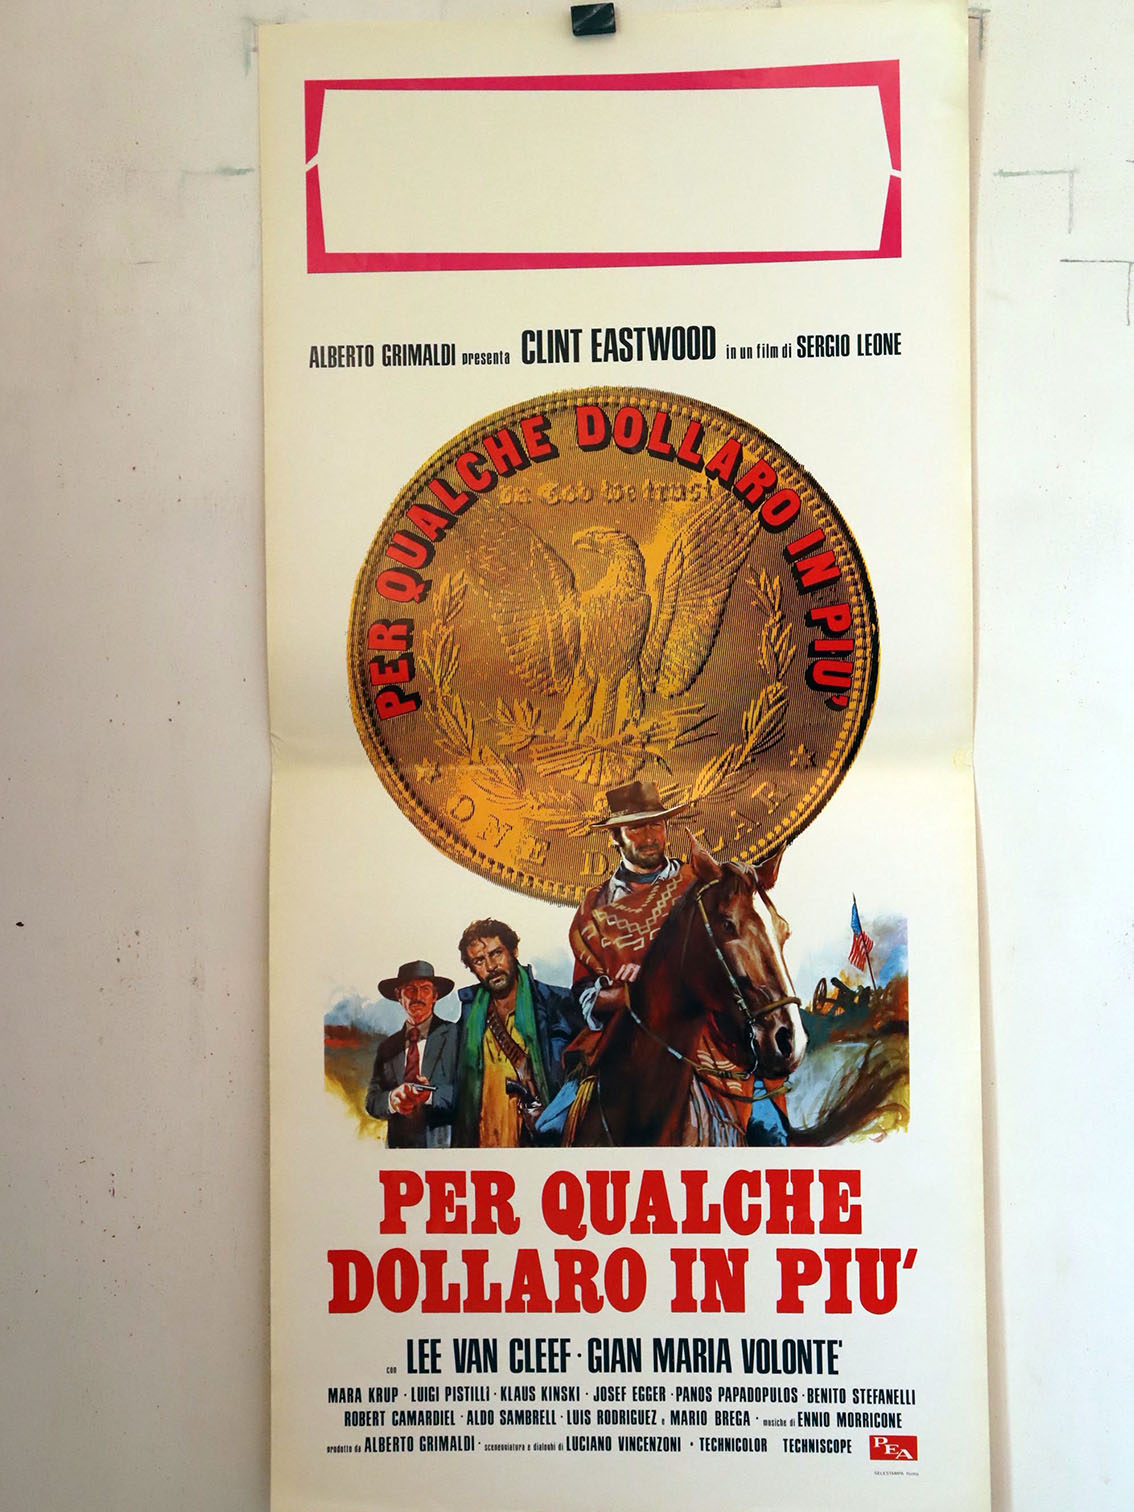 ALBERTO GRIMALDI presenta CLINT EASTWOOD in un film di SERGIO LEONE
PER QUALCHE DOLLARO IN PIU'
In God we trust
ONE DOLLAR
PER QUALCHE
DOLLARO IN PIU'
con LEE VAN CLEEF · GIAN MARIA VOLONTE'
MARA KRUP · LUIGI PISTILLI · KLAUS KINSKI · JOSEF EGGER · PANOS PAPADOPULOS · BENITO STEFANELLI
ROBERT CAMARDIEL · ALDO SAMBRELL · LUIS RODRIGUEZ e MARIO BREGA · musiche di ENNIO MORRICONE
prodotto da ALBERTO GRIMALDI · sceneggiatura e dialoghi di LUCIANO VINCENZONI · TECHNICOLOR TECHNISCOPE PEA
SELESTAMPA ROMA